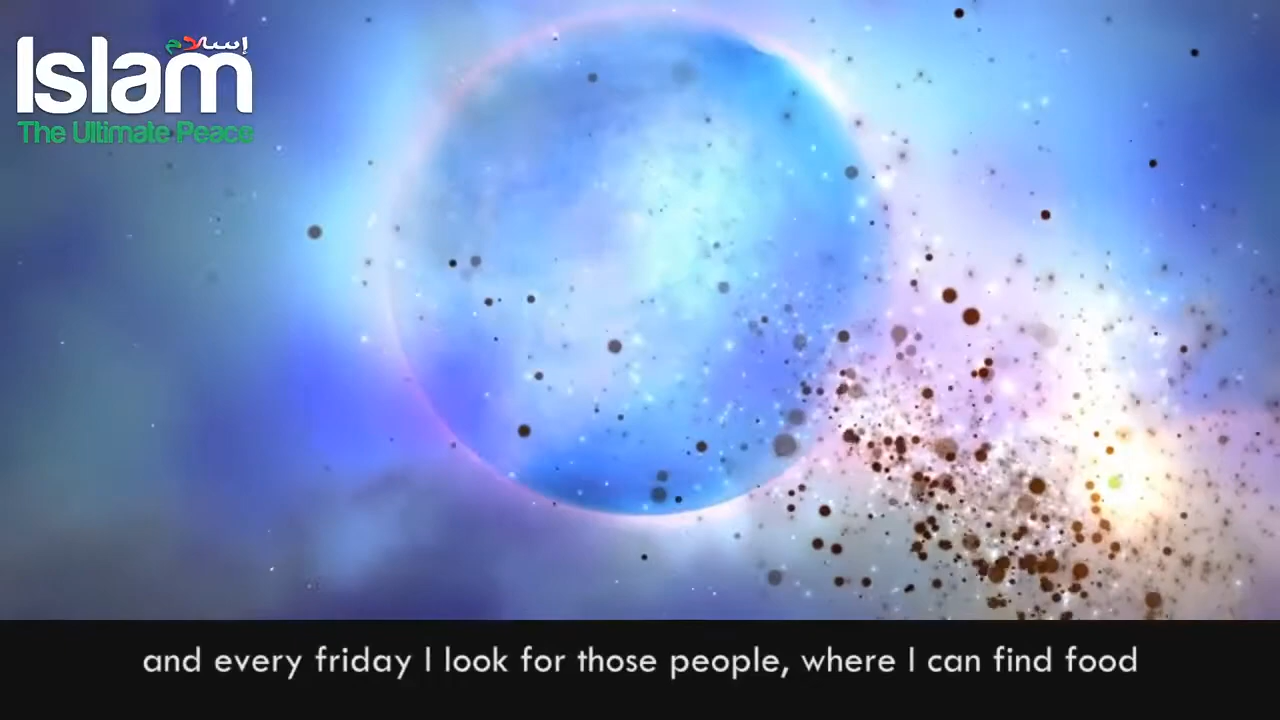 إسلام
Islam
The Ultimate Peace
and every friday I look for those people, where I can find food